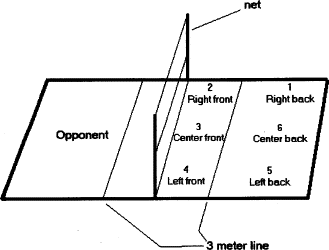 net
2
Right front
1
Right back
Opponent
3
Center front
6
Center back
4
Left front
5
Left back
3 meter line